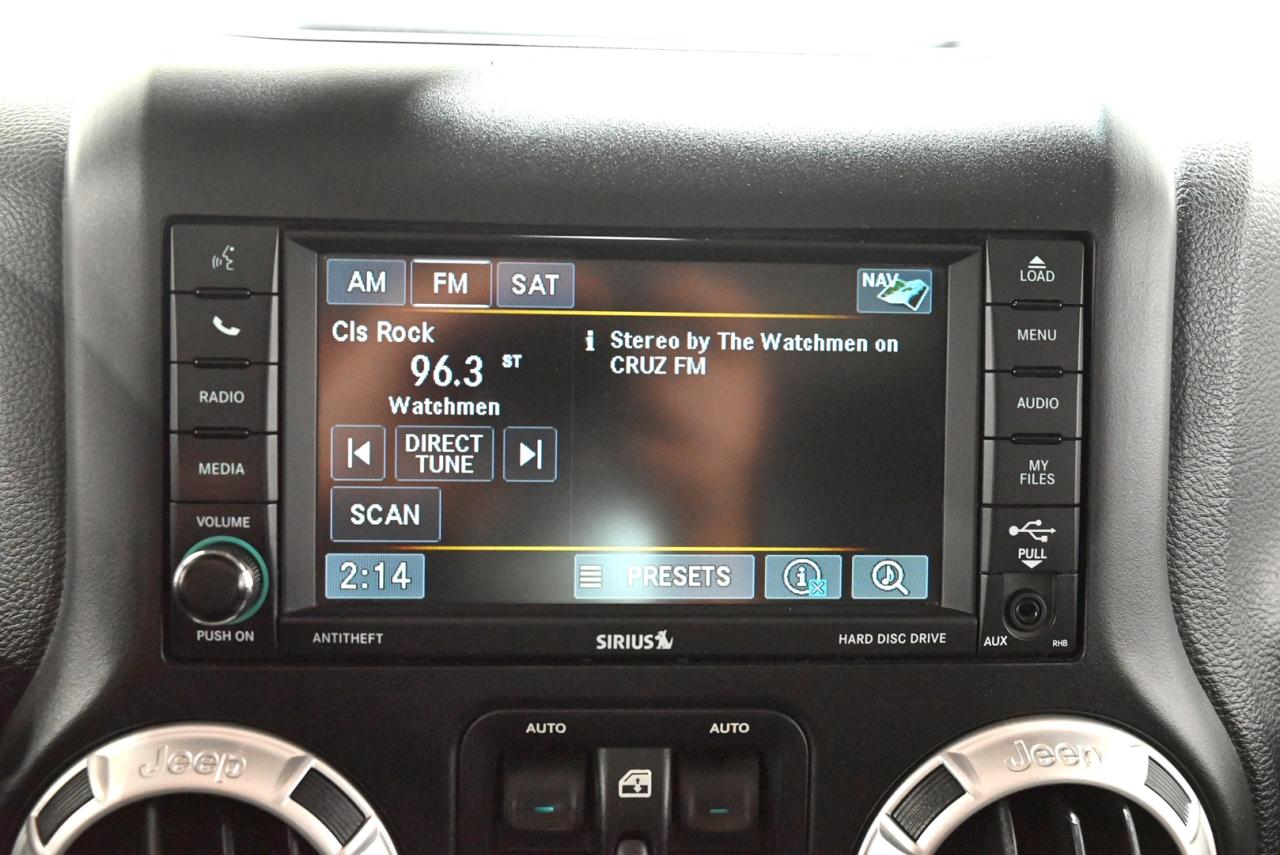 AM FM SAT NAV
LOAD
MENU
Cls Rock
96.3 ST
Watchmen
i Stereo by The Watchmen on
CRUZ FM
RADIO
AUDIO
DIRECT
TUNE
MEDIA
MY
FILES
SCAN
VOLUME
PULL
2:14 PRESETS i
PUSH ON
ANTITHEFT
SIRIUS
HARD DISC DRIVE
AUX
RHB
AUTO AUTO
Jeep Jeep